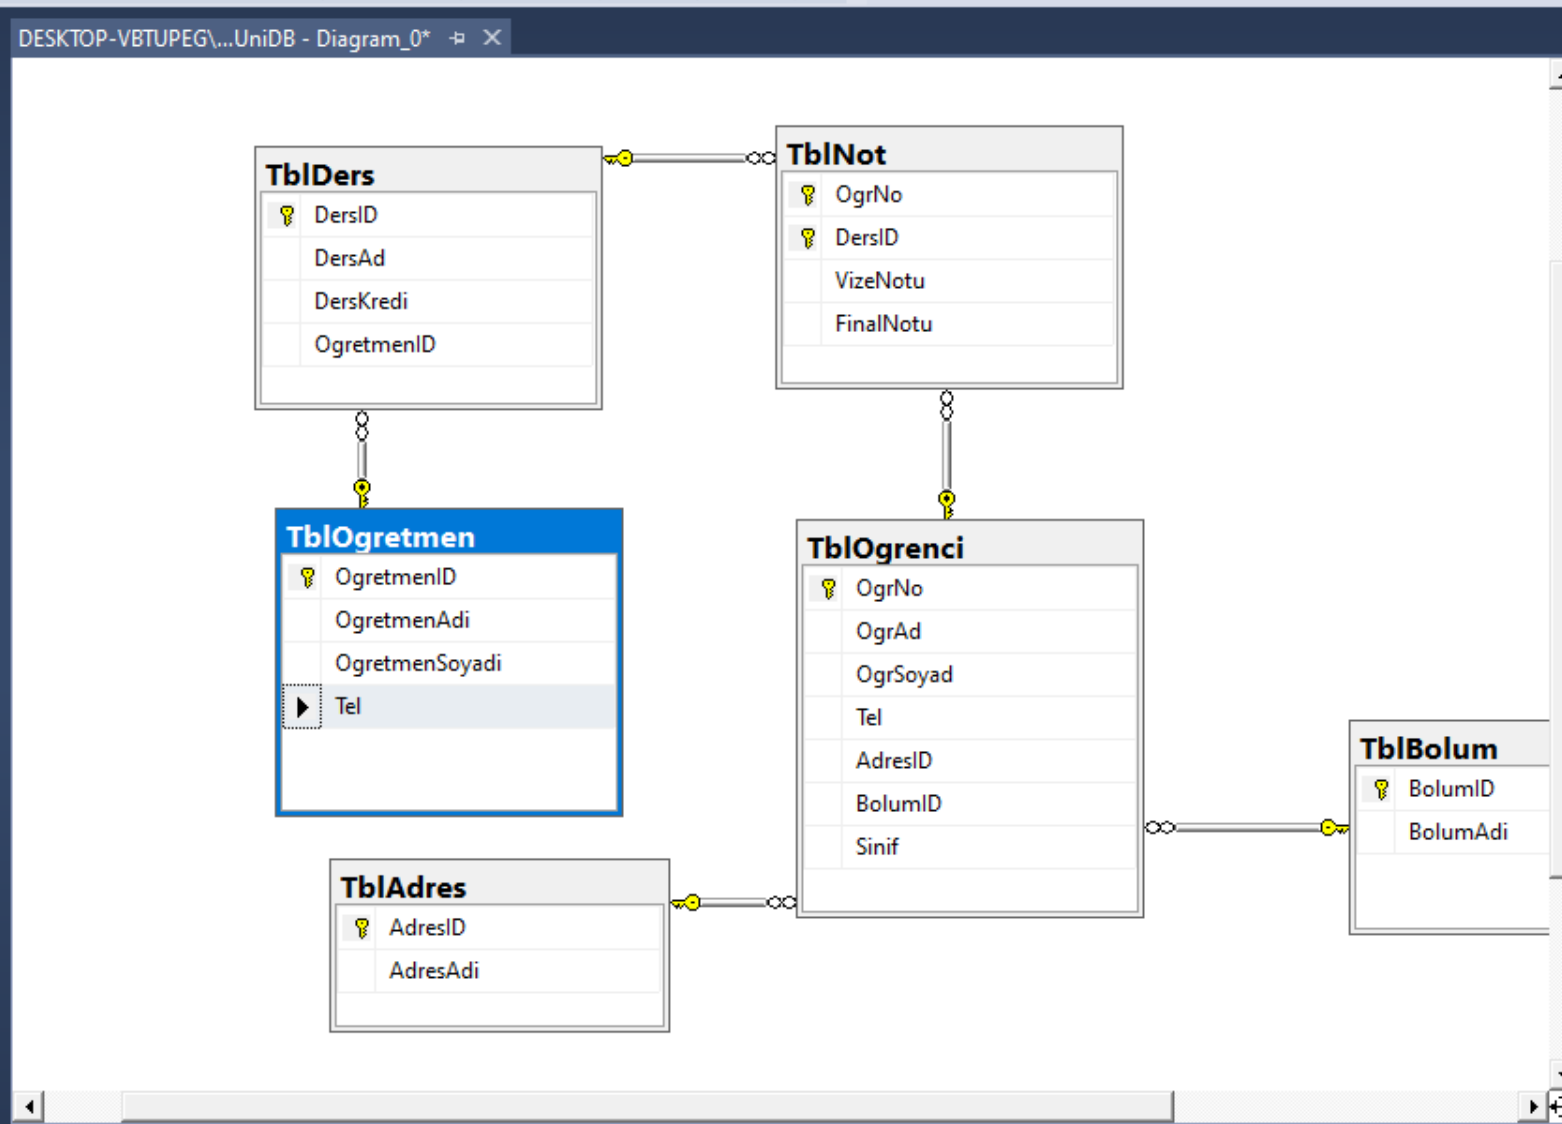 DESKTOP-VBTUPEG\...UniDB - Diagram_0*
TblDers
DersID
DersAd
DersKredi
OgretmenID
TblNot
OgrNo
DersID
VizeNotu
FinalNotu
TblOgretmen
OgretmenID
OgretmenAdi
OgretmenSoyadi
Tel
TblOgrenci
OgrNo
OgrAd
OgrSoyad
Tel
AdresID
BolumID
Sinif
TblBolum
BolumID
BolumAdi
TblAdres
AdresID
AdresAdi